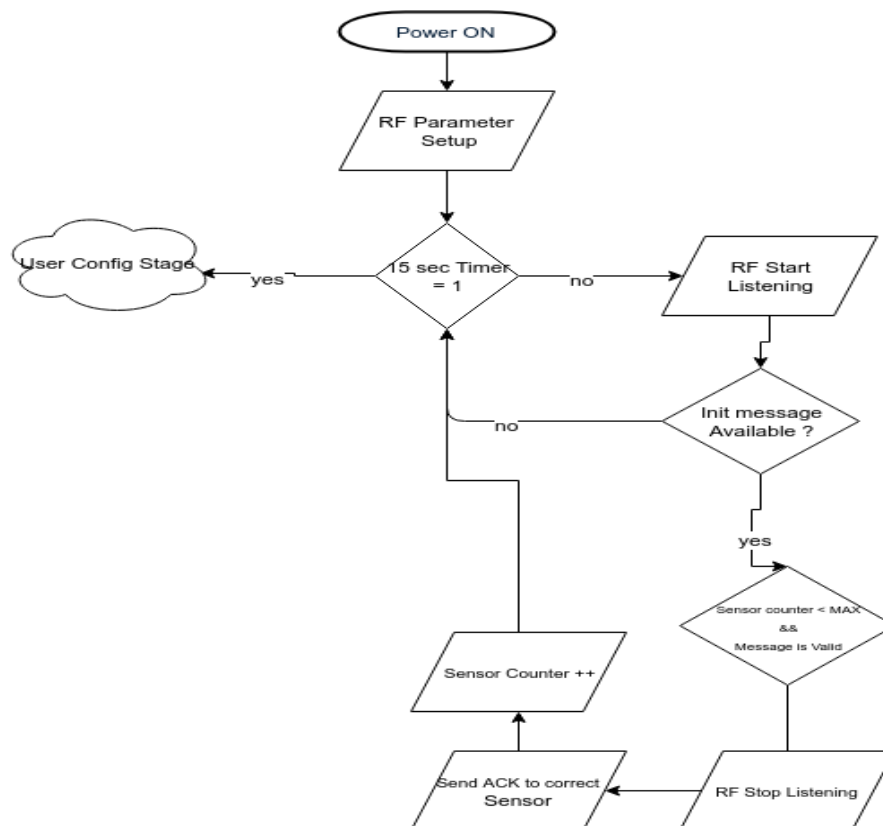 Power ON
RF Parameter
Setup
User Config Stage
yes
15 sec Timer
= 1
no
RF Start
Listening
Init message
Available ?
no
yes
Sensor counter < MAX
&&
Message is Valid
Sensor Counter ++
Send ACK to correct
Sensor
RF Stop Listening